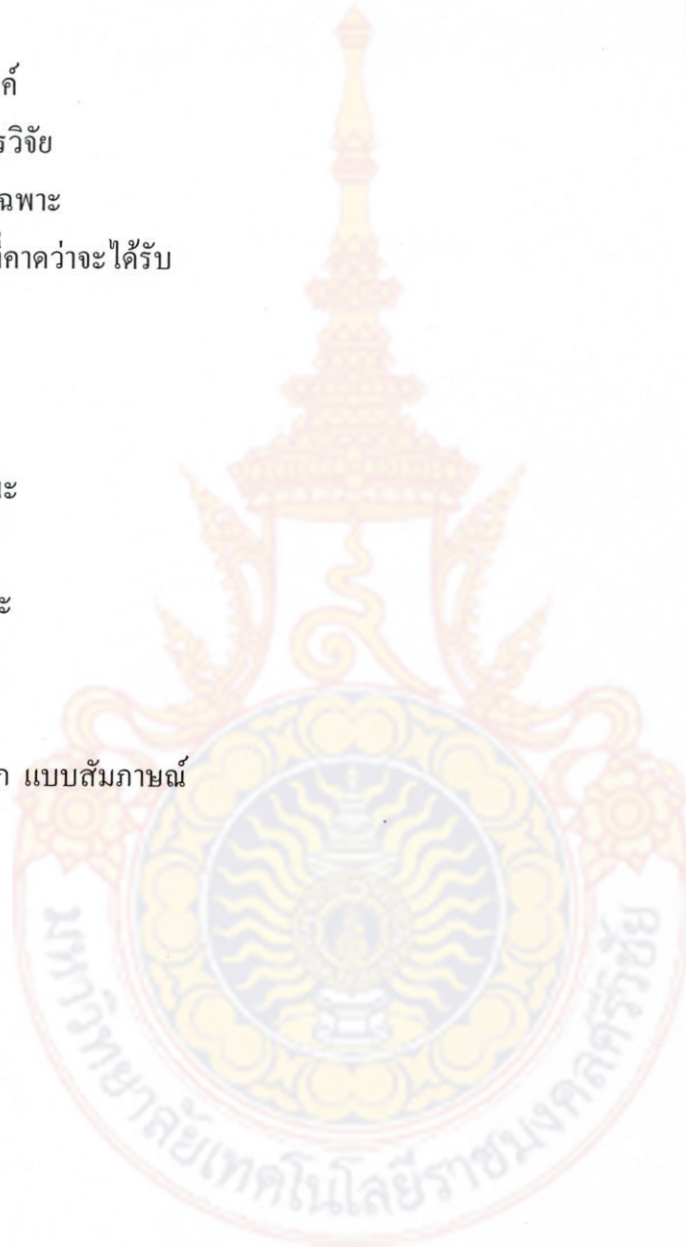 ค์
รวิจัย
ฉพาะ
ที่คาดว่าจะได้รับ
ะ
ะ
ก แบบสัมภาษณ์
มหาวิทยาลัยเทคโนโลยีราชมงคลศรีวิชัย